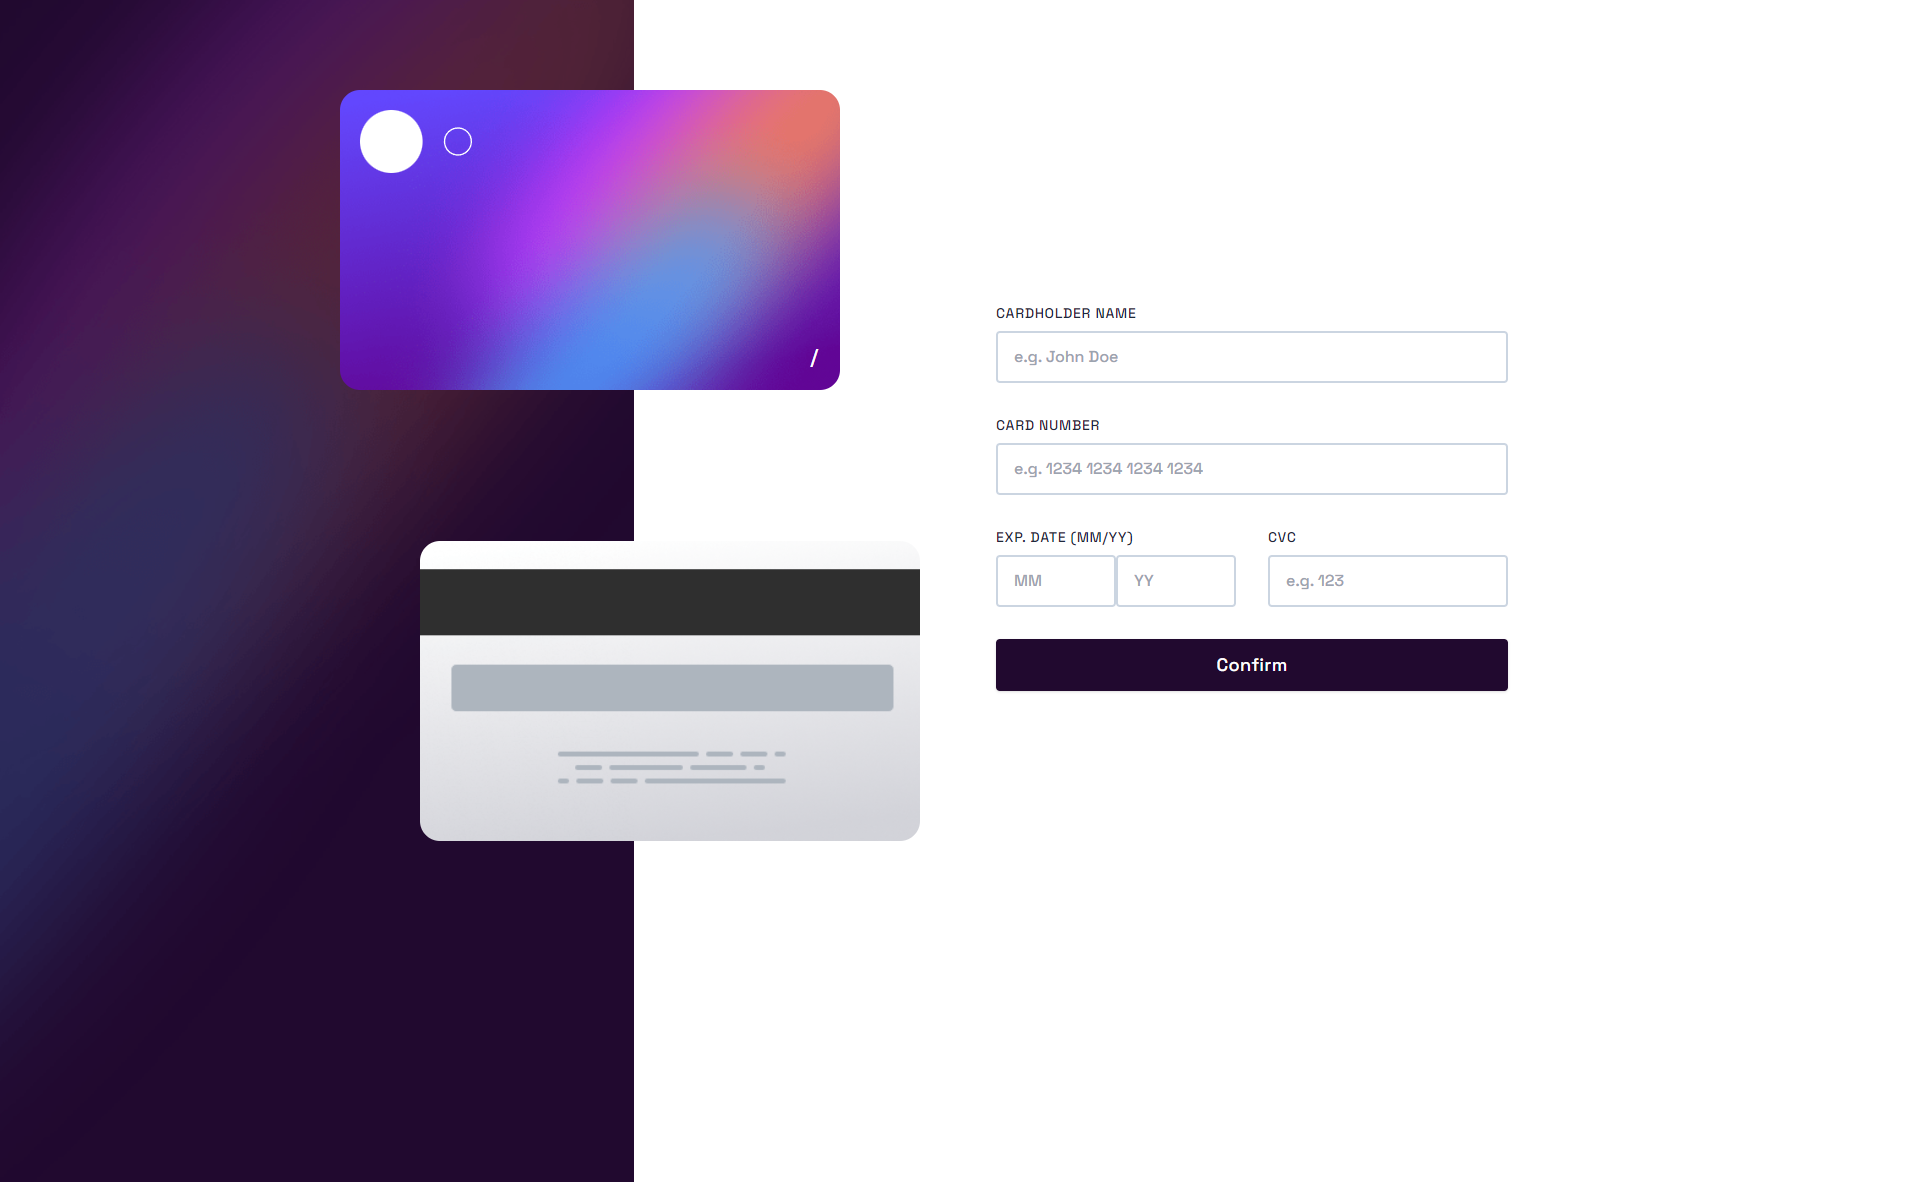 /
CARDHOLDER NAME
e.g. John Doe
CARD NUMBER
e.g. 1234 1234 1234 1234
EXP. DATE (MM/YY)
CVC
MM
YY
e.g. 123
Confirm